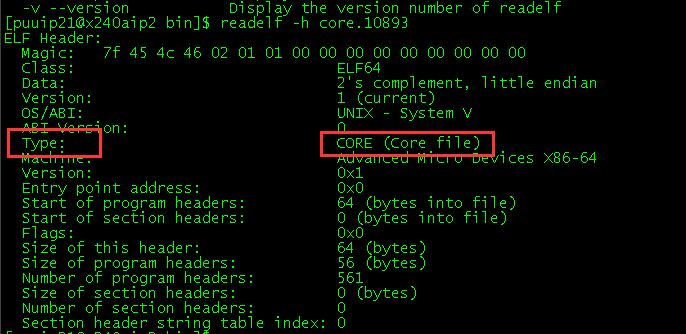 -v --version Display the version number of readelf
[puuip21@x240aip2 bin]$ readelf -h core.10893
ELF Header:
Magic: 7f 45 4c 46 02 01 01 00 00 00 00 00 00 00 00 00
Class: ELF64
Data: 2's complement, little endian
Version: 1 (current)
OS/ABI: UNIX - System V
ABI Version: 0
Type: CORE (Core file)
Machine: Advanced Micro Devices X86-64
Version: 0x1
Entry point address: 0x0
Start of program headers: 64 (bytes into file)
Start of section headers: 0 (bytes into file)
Flags: 0x0
Size of this header: 64 (bytes)
Size of program headers: 56 (bytes)
Number of program headers: 561
Size of section headers: 0 (bytes)
Number of section headers: 0
Section header string table index: 0